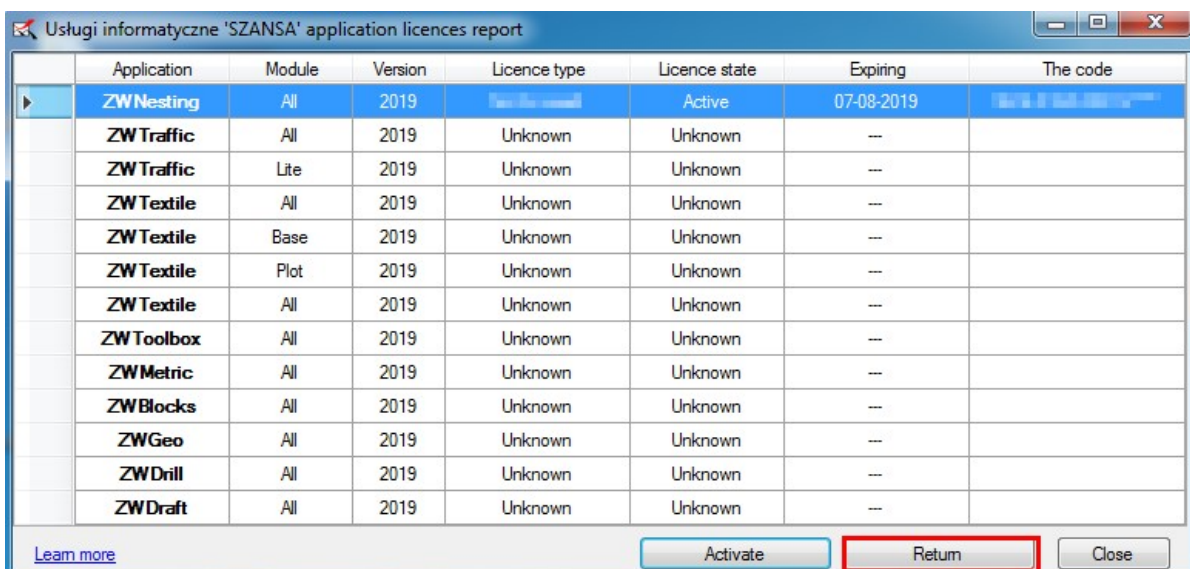 Usługi informatyczne 'SZANSA' application licences report
Application Module Version Licence type Licence state Expiring The code
ZWNesting All 2019 Active 07-08-2019
ZWTraffic All 2019 Unknown Unknown ---
ZWTraffic Lite 2019 Unknown Unknown ---
ZWTextile All 2019 Unknown Unknown ---
ZWTextile Base 2019 Unknown Unknown ---
ZWTextile Plot 2019 Unknown Unknown ---
ZWTextile All 2019 Unknown Unknown ---
ZWToolbox All 2019 Unknown Unknown ---
ZWMetric All 2019 Unknown Unknown ---
ZWBlocks All 2019 Unknown Unknown ---
ZWGeo All 2019 Unknown Unknown ---
ZWDrill All 2019 Unknown Unknown ---
ZWDraft All 2019 Unknown Unknown ---
Learn more Activate Return Close